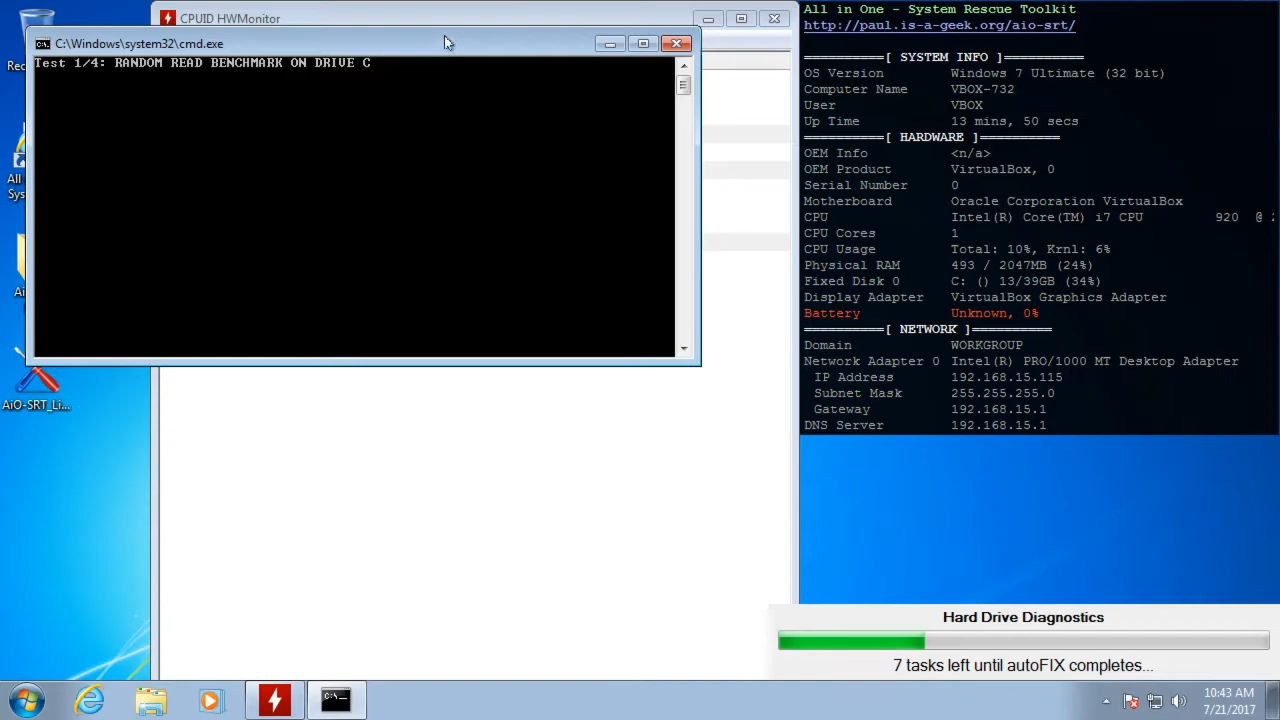 CPUID HWMonitor
C:\Windows\system32\cmd.exe
Test 1/4: RANDOM READ BENCHMARK ON DRIVE C
Rec
All
Sys
AiO
AiO-SRT_Li...
All in One - System Rescue Toolkit
http://paul.is-a-geek.org/aio-srt/
==========[ SYSTEM INFO ]==========
OS Version Windows 7 Ultimate (32 bit)
Computer Name VBOX-732
User VBOX
Up Time 13 mins, 50 secs
==========[ HARDWARE ]==========
OEM Info <n/a>
OEM Product VirtualBox, 0
Serial Number 0
Motherboard Oracle Corporation VirtualBox
CPU Intel(R) Core(TM) i7 CPU 920 @ 2
CPU Cores 1
CPU Usage Total: 10%, Krnl: 6%
Physical RAM 493 / 2047MB (24%)
Fixed Disk 0 C: () 13/39GB (34%)
Display Adapter VirtualBox Graphics Adapter
Battery Unknown, 0%
==========[ NETWORK ]==========
Domain WORKGROUP
Network Adapter 0 Intel(R) PRO/1000 MT Desktop Adapter
IP Address 192.168.15.115
Subnet Mask 255.255.255.0
Gateway 192.168.15.1
DNS Server 192.168.15.1
Hard Drive Diagnostics
7 tasks left until autoFIX completes...
10:43 AM
7/21/2017